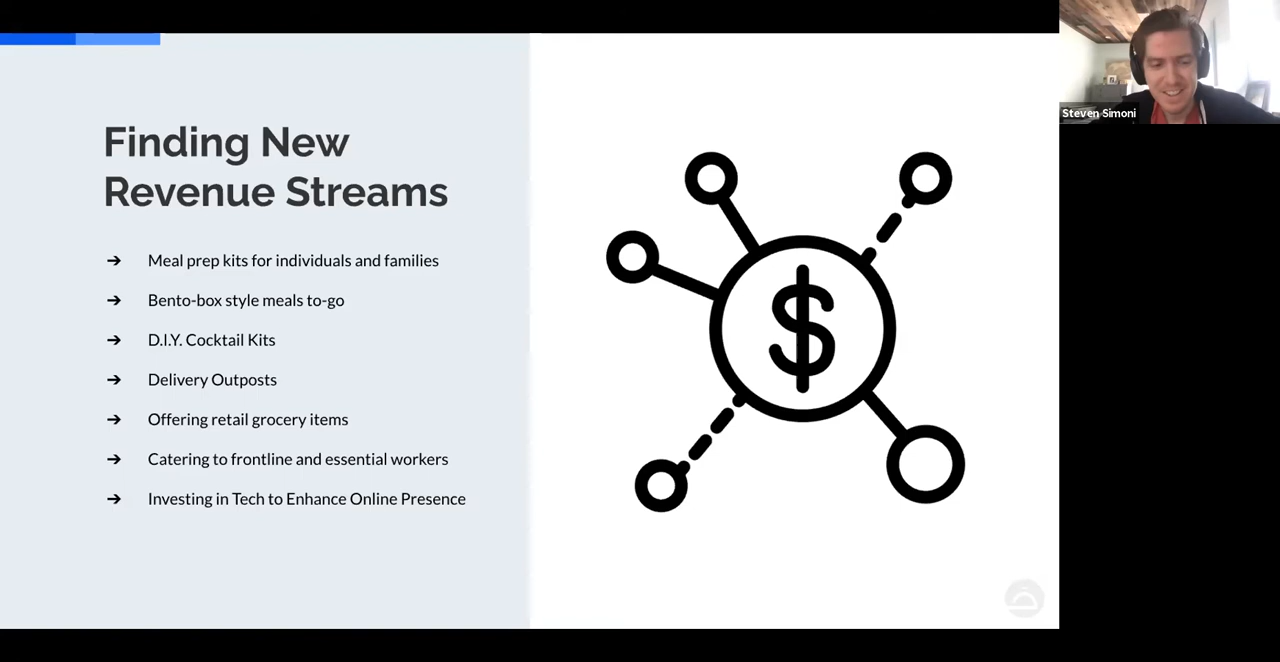 Finding New
Revenue Streams
➔ Meal prep kits for individuals and families
➔ Bento-box style meals to-go
➔ D.I.Y. Cocktail Kits
➔ Delivery Outposts
➔ Offering retail grocery items
➔ Catering to frontline and essential workers
➔ Investing in Tech to Enhance Online Presence
$
Steven Simoni